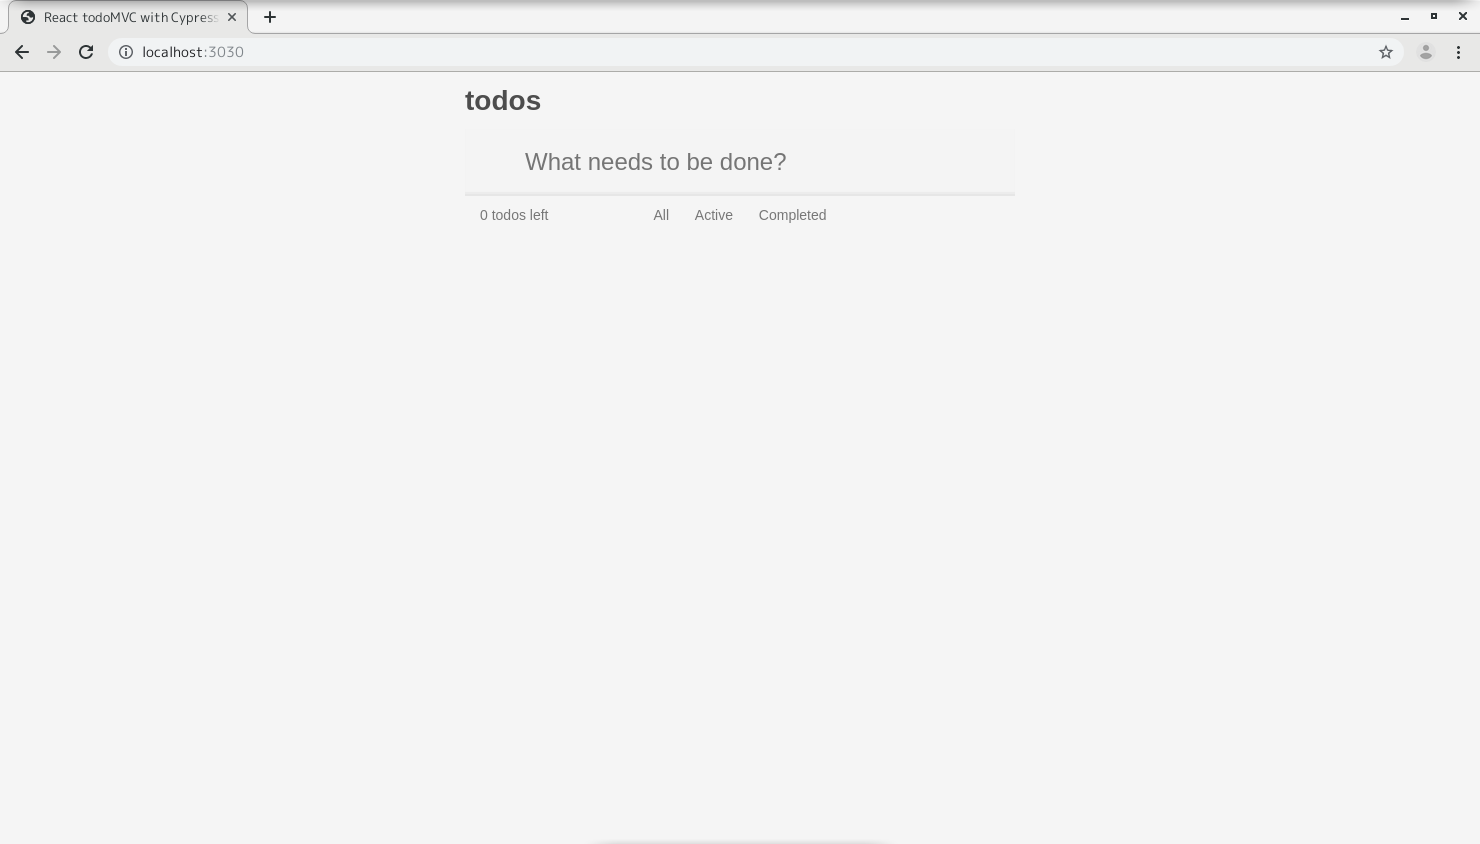 React todoMVC with Cypress
localhost:3030
todos
What needs to be done?
0 todos left All Active Completed